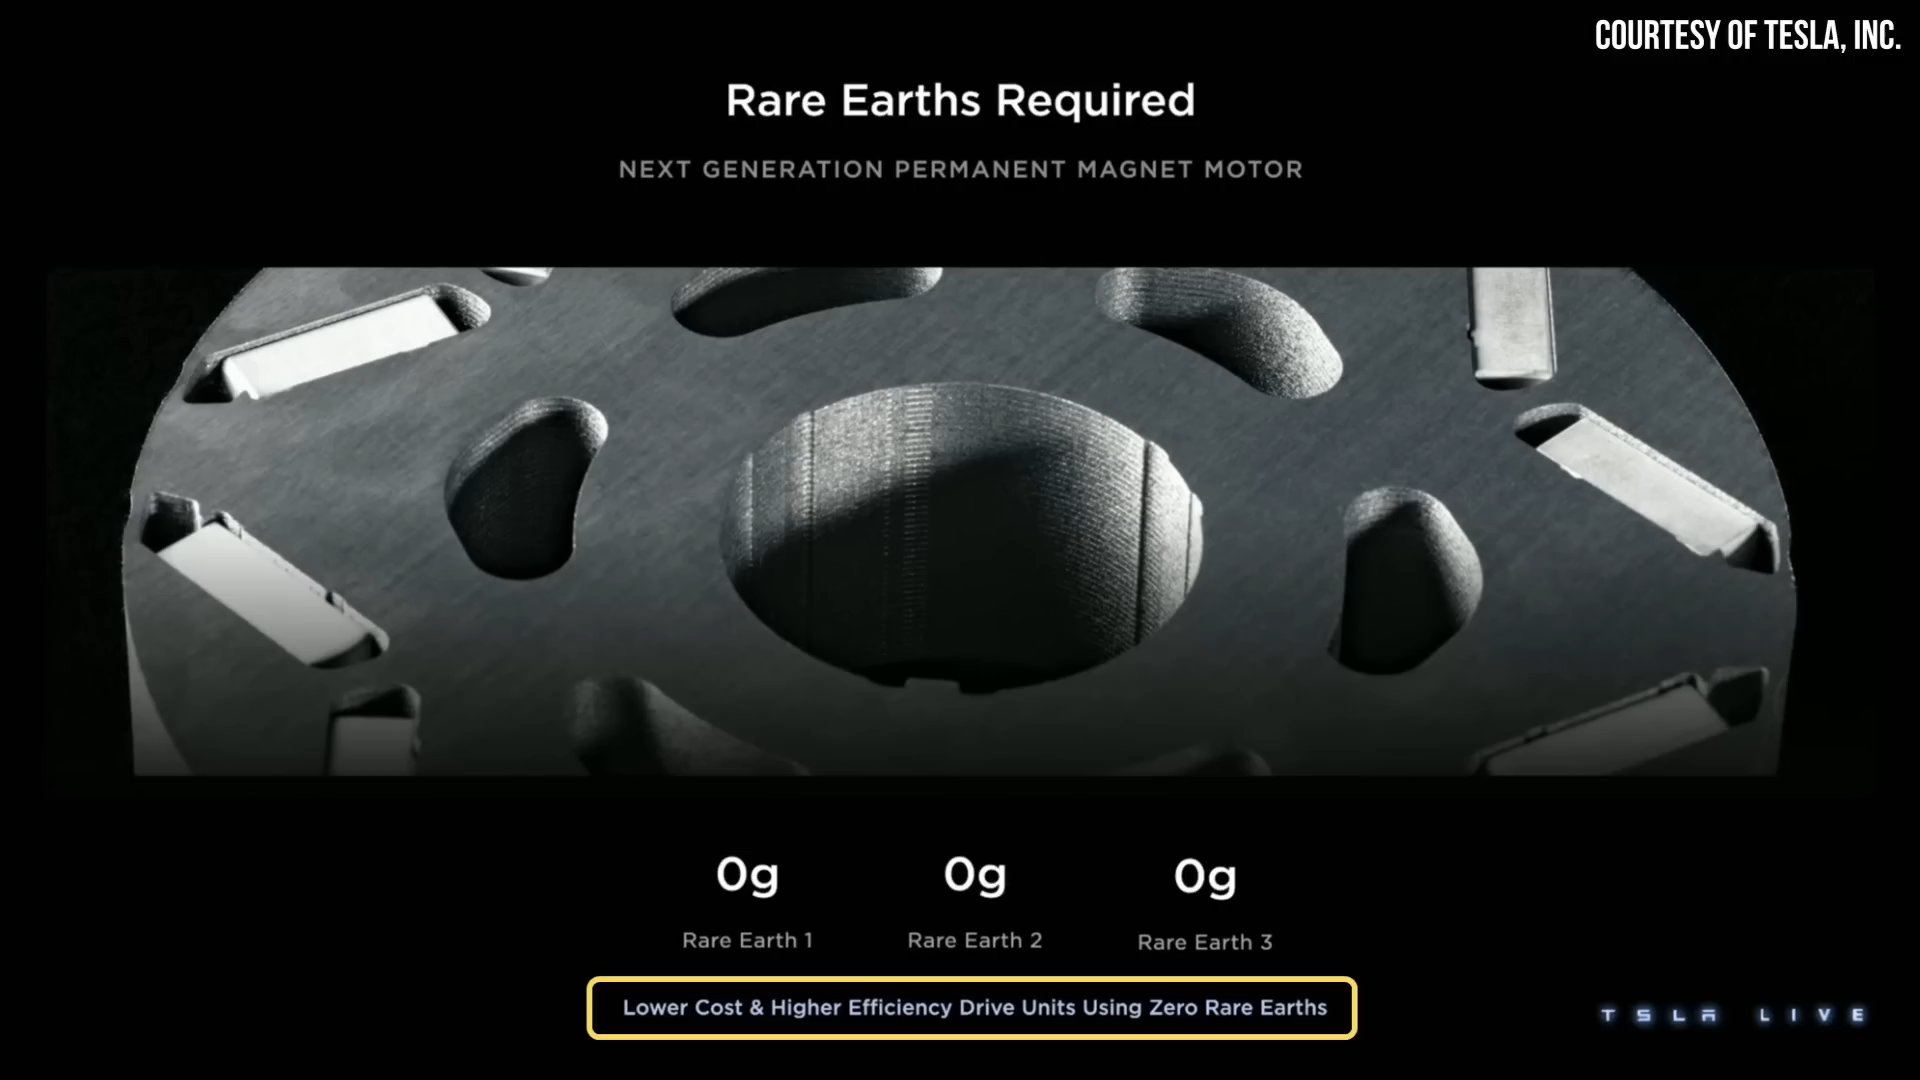 COURTESY OF TESLA, INC.
Rare Earths Required
NEXT GENERATION PERMANENT MAGNET MOTOR
0g 0g 0g
Rare Earth 1 Rare Earth 2 Rare Earth 3
Lower Cost & Higher Efficiency Drive Units Using Zero Rare Earths
TSLA LIVE